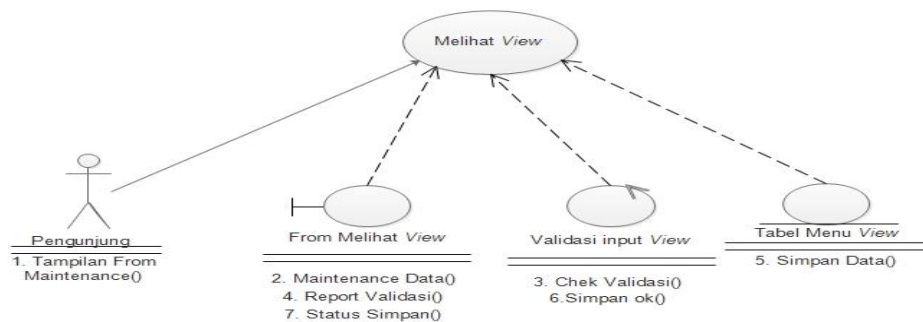 Melihat View
Pengunjung
1. Tampilan From
Maintenance()
From Melihat View
2. Maintenance Data()
4. Report Validasi()
7. Status Simpan()
Validasi input View
3. Chek Validasi()
6.Simpan ok()
Tabel Menu View
5. Simpan Data()